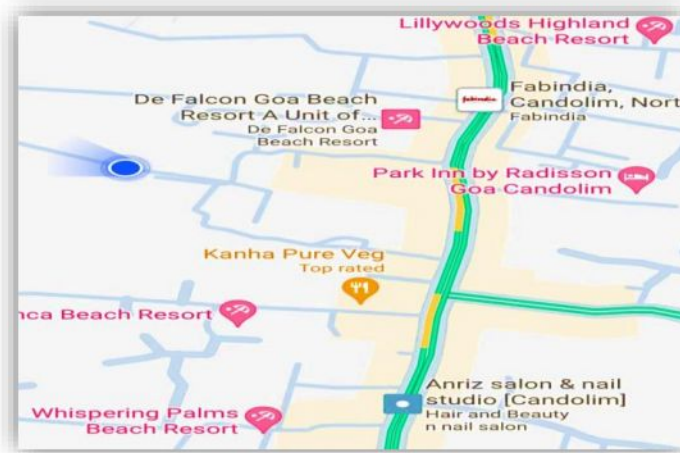 Lillywoods Highland
Beach Resort
De Falcon Goa Beach
Resort A Unit of...
De Falcon Goa
Beach Resort
fabindia
Fabindia,
Candolim, Nort
Fabindia
Park Inn by Radisson
Goa Candolim
Kanha Pure Veg
Top rated
nca Beach Resort
Anriz salon & nail
studio [Candolim]
Hair and Beauty
n nail salon
Whispering Palms
Beach Resort